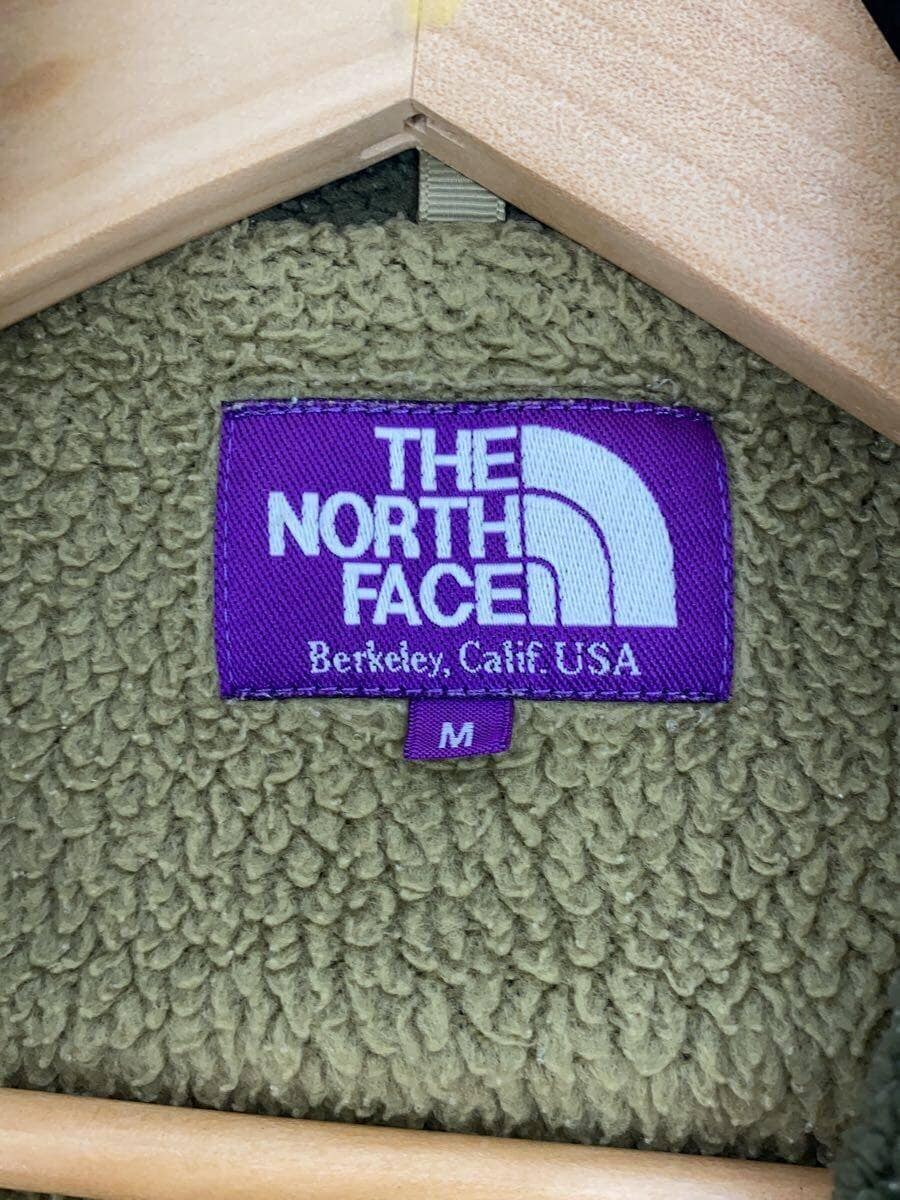 THE
NORTH
FACE
Berkeley, Calif. USA
M